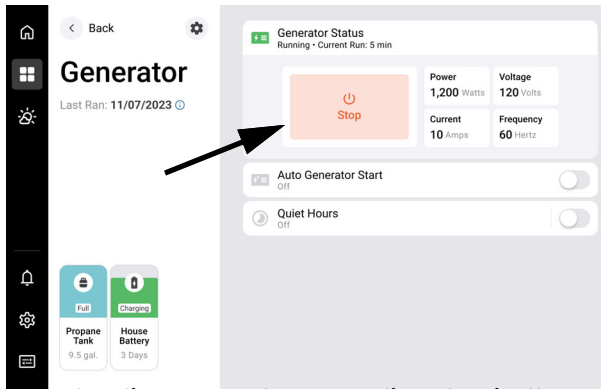 Back
Generator
Last Ran: 11/07/2023
Full
Propane
Tank
9.5 gal.
Charging
House
Battery
3 Days
Generator Status
Running • Current Run: 5 min
Stop
Power
1,200 Watts
Voltage
120 Volts
Current
10 Amps
Frequency
60 Hertz
Auto Generator Start
Off
Quiet Hours
Off